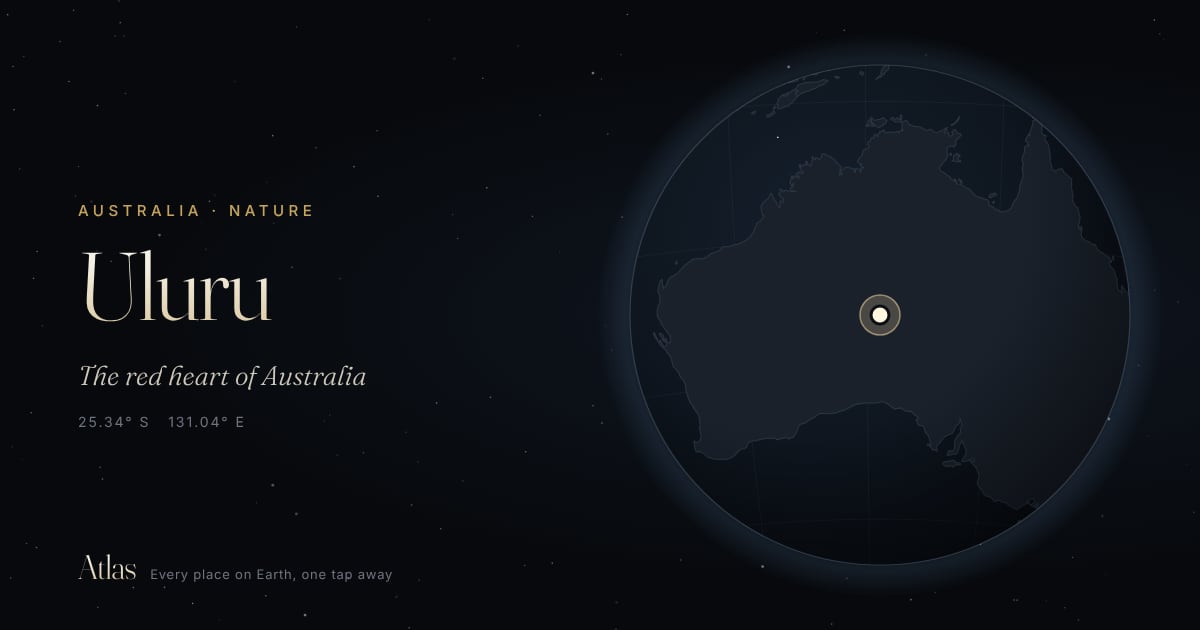 AUSTRALIA · NATURE
Uluru
The red heart of Australia
25.34° S 131.04° E
Atlas Every place on Earth, one tap away